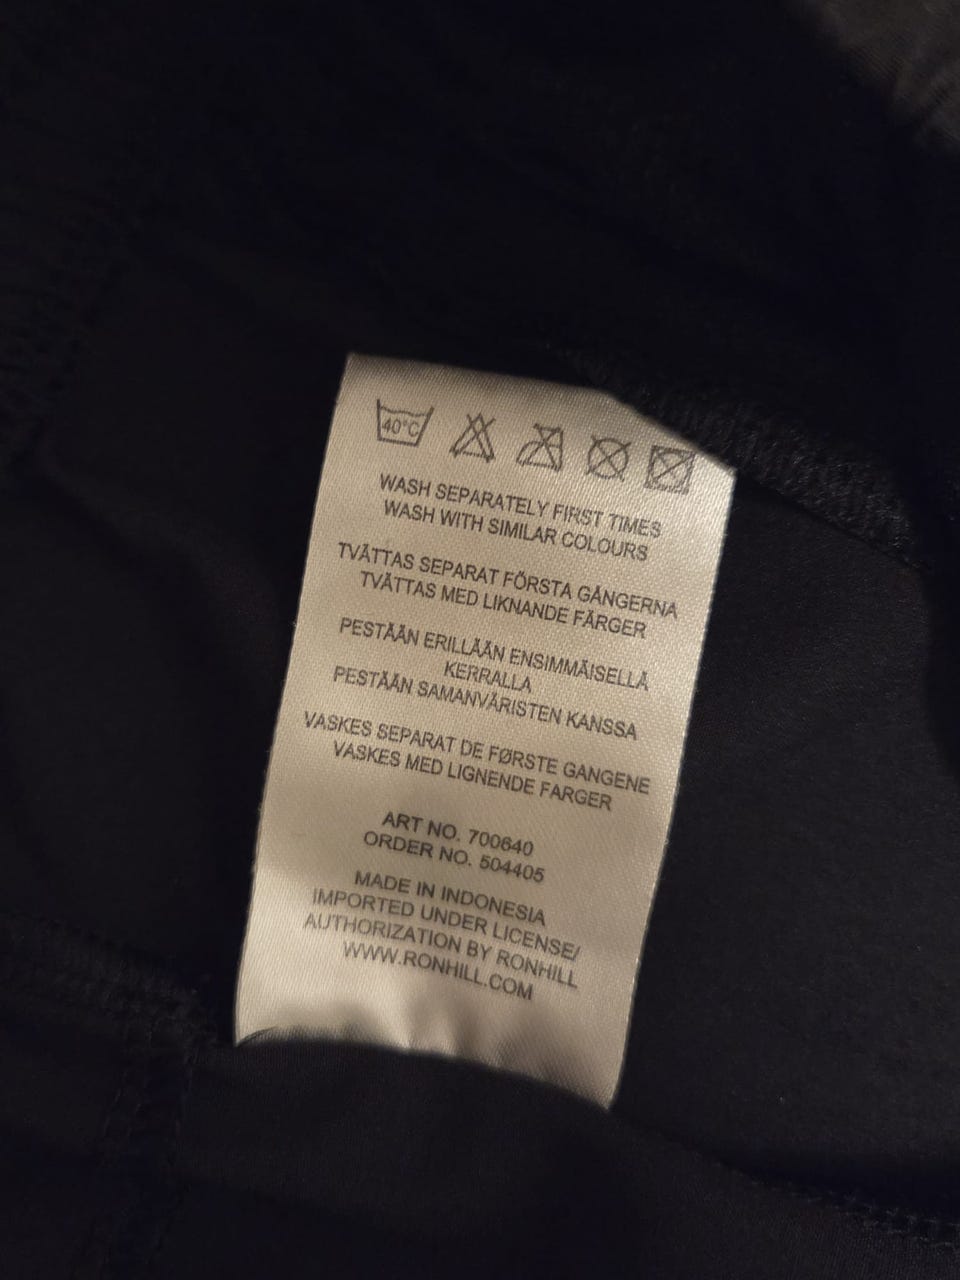 40°C
WASH SEPARATELY FIRST TIMES
WASH WITH SIMILAR COLOURS
TVÄTTAS SEPARAT FÖRSTA GÅNGERNA
TVÄTTAS MED LIKNANDE FÄRGER
PESTÄÄN ERILLÄÄN ENSIMMÄISELLÄ
KERRALLA
PESTÄÄN SAMANVÄRISTEN KANSSA
VASKES SEPARAT DE FØRSTE GANGENE
VASKES MED LIGNENDE FARGER
ART NO. 700640
ORDER NO. 504405
MADE IN INDONESIA
IMPORTED UNDER LICENSE/
AUTHORIZATION BY RONHILL
WWW.RONHILL.COM